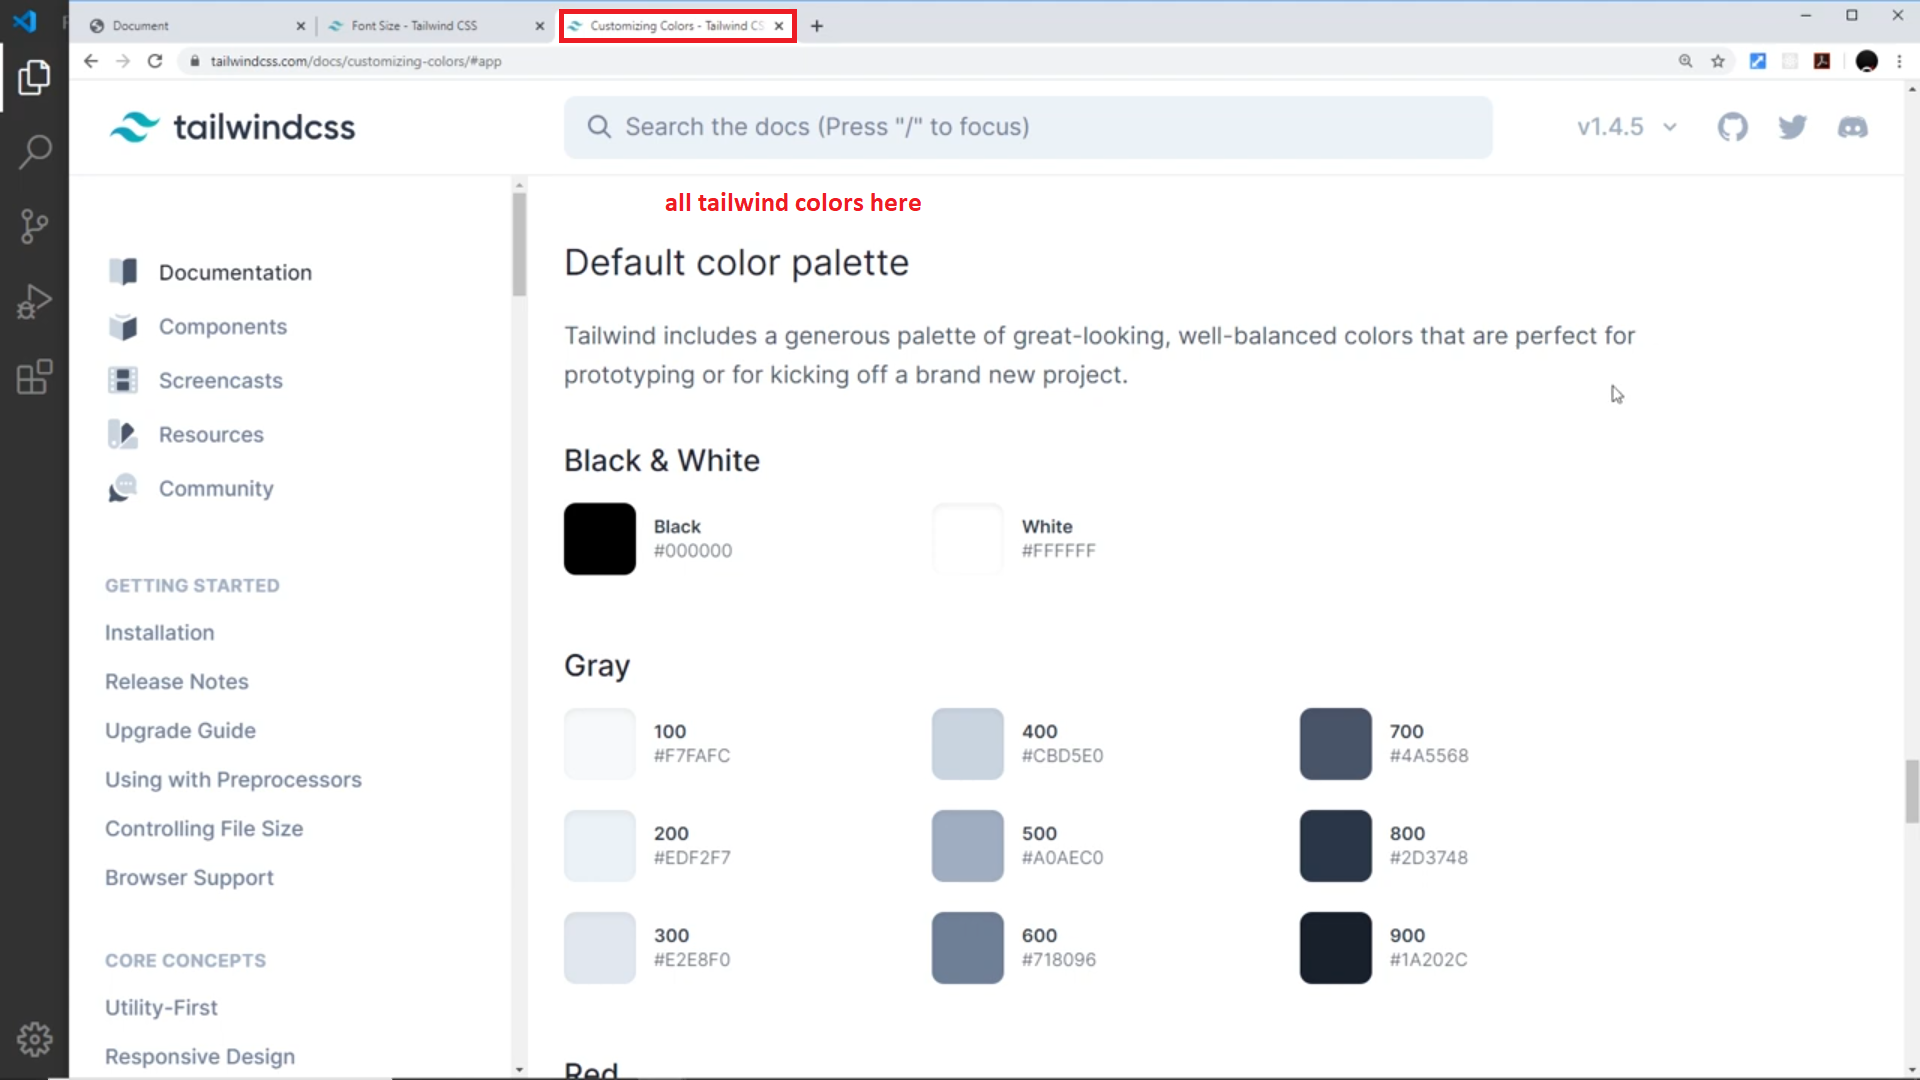 Document
Font Size - Tailwind CSS
Customizing Colors - Tailwind CS
tailwindcss.com/docs/customizing-colors/#app
tailwindcss
Search the docs (Press "/" to focus)
v1.4.5
all tailwind colors here
Documentation
Components
Screencasts
Resources
Community
GETTING STARTED
Installation
Release Notes
Upgrade Guide
Using with Preprocessors
Controlling File Size
Browser Support
CORE CONCEPTS
Utility-First
Responsive Design
Default color palette
Tailwind includes a generous palette of great-looking, well-balanced colors that are perfect for
prototyping or for kicking off a brand new project.
Black & White
Black
#000000
White
#FFFFFF
Gray
100
#F7FAFC
400
#CBD5E0
700
#4A5568
200
#EDF2F7
500
#A0AEC0
800
#2D3748
300
#E2E8F0
600
#718096
900
#1A202C
Red